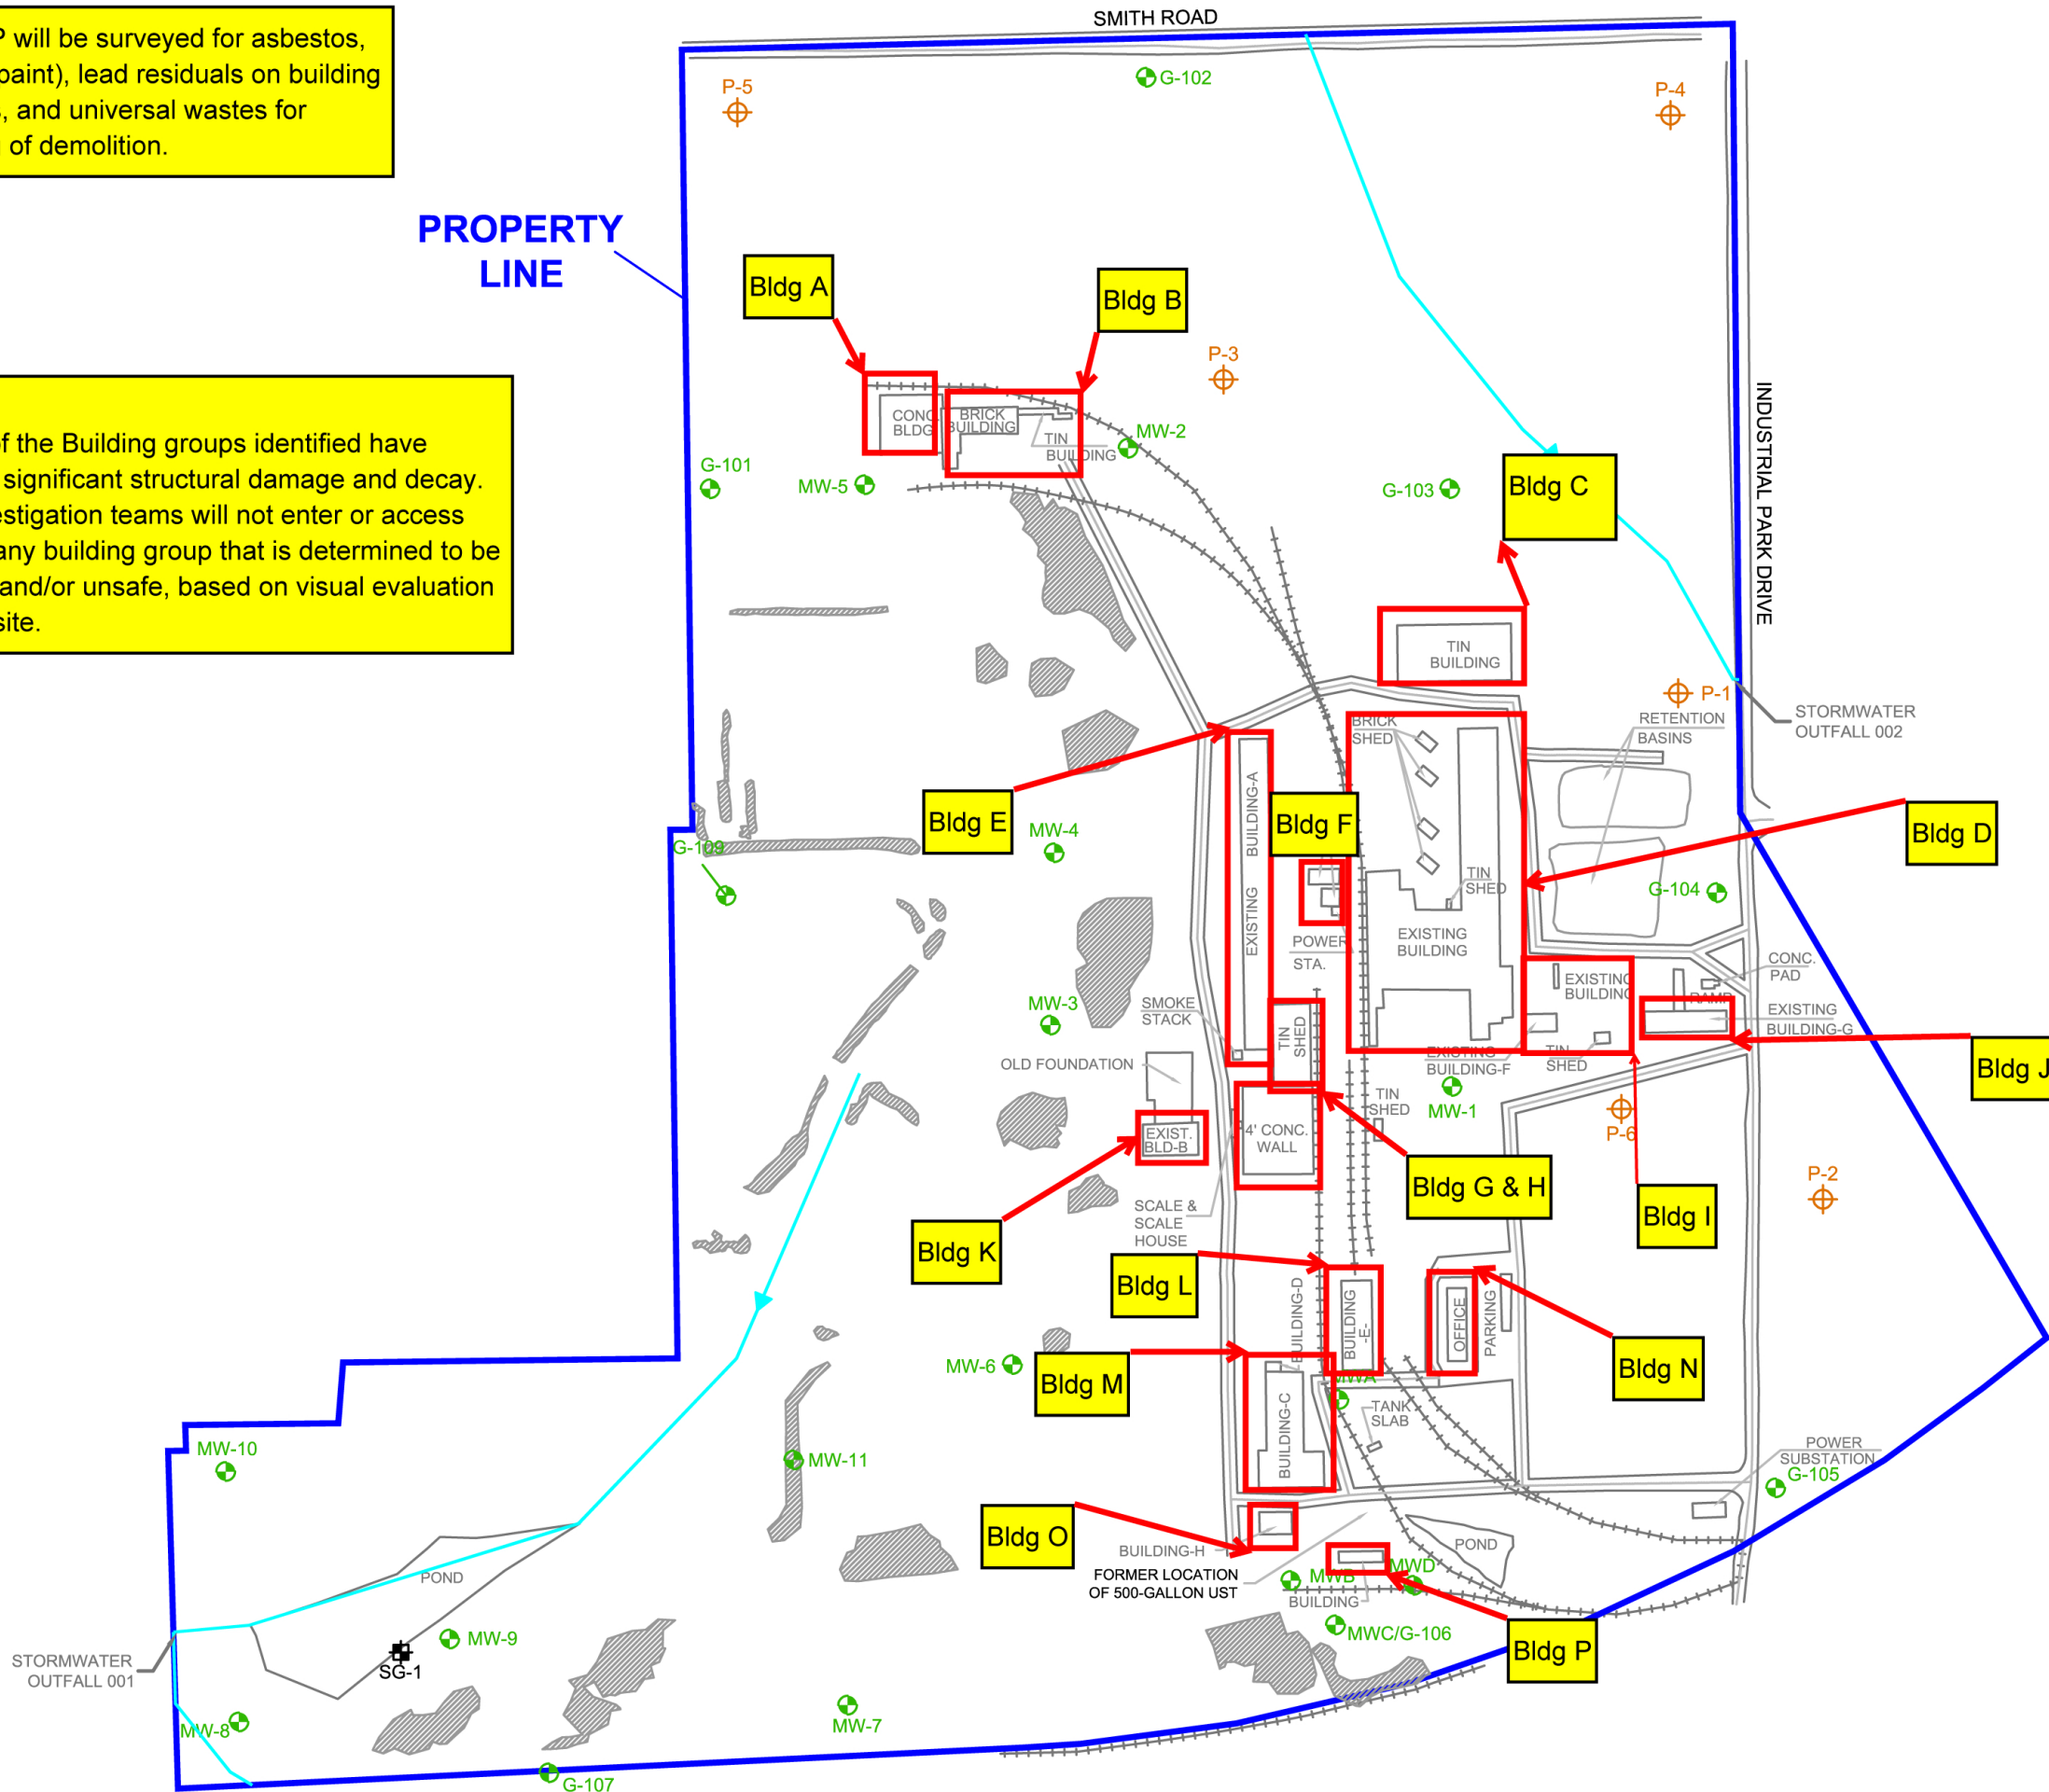 SMITH ROAD
P will be surveyed for asbestos,
paint), lead residuals on building
s, and universal wastes for
of demolition.
P-5
G-102
P-4
PROPERTY
LINE
Bldg A
Bldg B
P-3
of the Building groups identified have
significant structural damage and decay.
estigation teams will not enter or access
any building group that is determined to be
and/or unsafe, based on visual evaluation
site.
CONC.
BLDG
BRICK
BUILDING
TIN
BUILDING
MW-2
G-101
MW-5
G-103
Bldg C
INDUSTRIAL PARK DRIVE
TIN
BUILDING
P-1
RETENTION
BASINS
STORMWATER
OUTFALL 002
BRICK
SHED
Bldg E
EXISTING BUILDING-A
Bldg F
Bldg D
MW-4
G-109
TIN
SHED
G-104
POWER
STA.
EXISTING
BUILDING
CONC.
PAD
EXISTING
BUILDING
RAMP
MW-3
SMOKE
STACK
TIN
SHED
EXISTING
BUILDING-G
OLD FOUNDATION
EXISTING
BUILDING-F
TIN
SHED
Bldg J
MW-1
TIN
SHED
P-6
EXIST.
BLD-B
4' CONC.
WALL
P-2
Bldg G & H
Bldg I
SCALE &
SCALE
HOUSE
Bldg K
Bldg L
BUILDING-D
BUILDING
-E-
OFFICE
PARKING
MW-6
Bldg M
Bldg N
MWA
TANK
SLAB
BUILDING-C
MW-10
MW-11
POWER
SUBSTATION
G-105
Bldg O
BUILDING-H
POND
FORMER LOCATION
OF 500-GALLON UST
MWB
MWD
BUILDING
POND
MWC/G-106
Bldg P
MW-9
SG-1
STORMWATER
OUTFALL 001
MW-8
MW-7
G-107